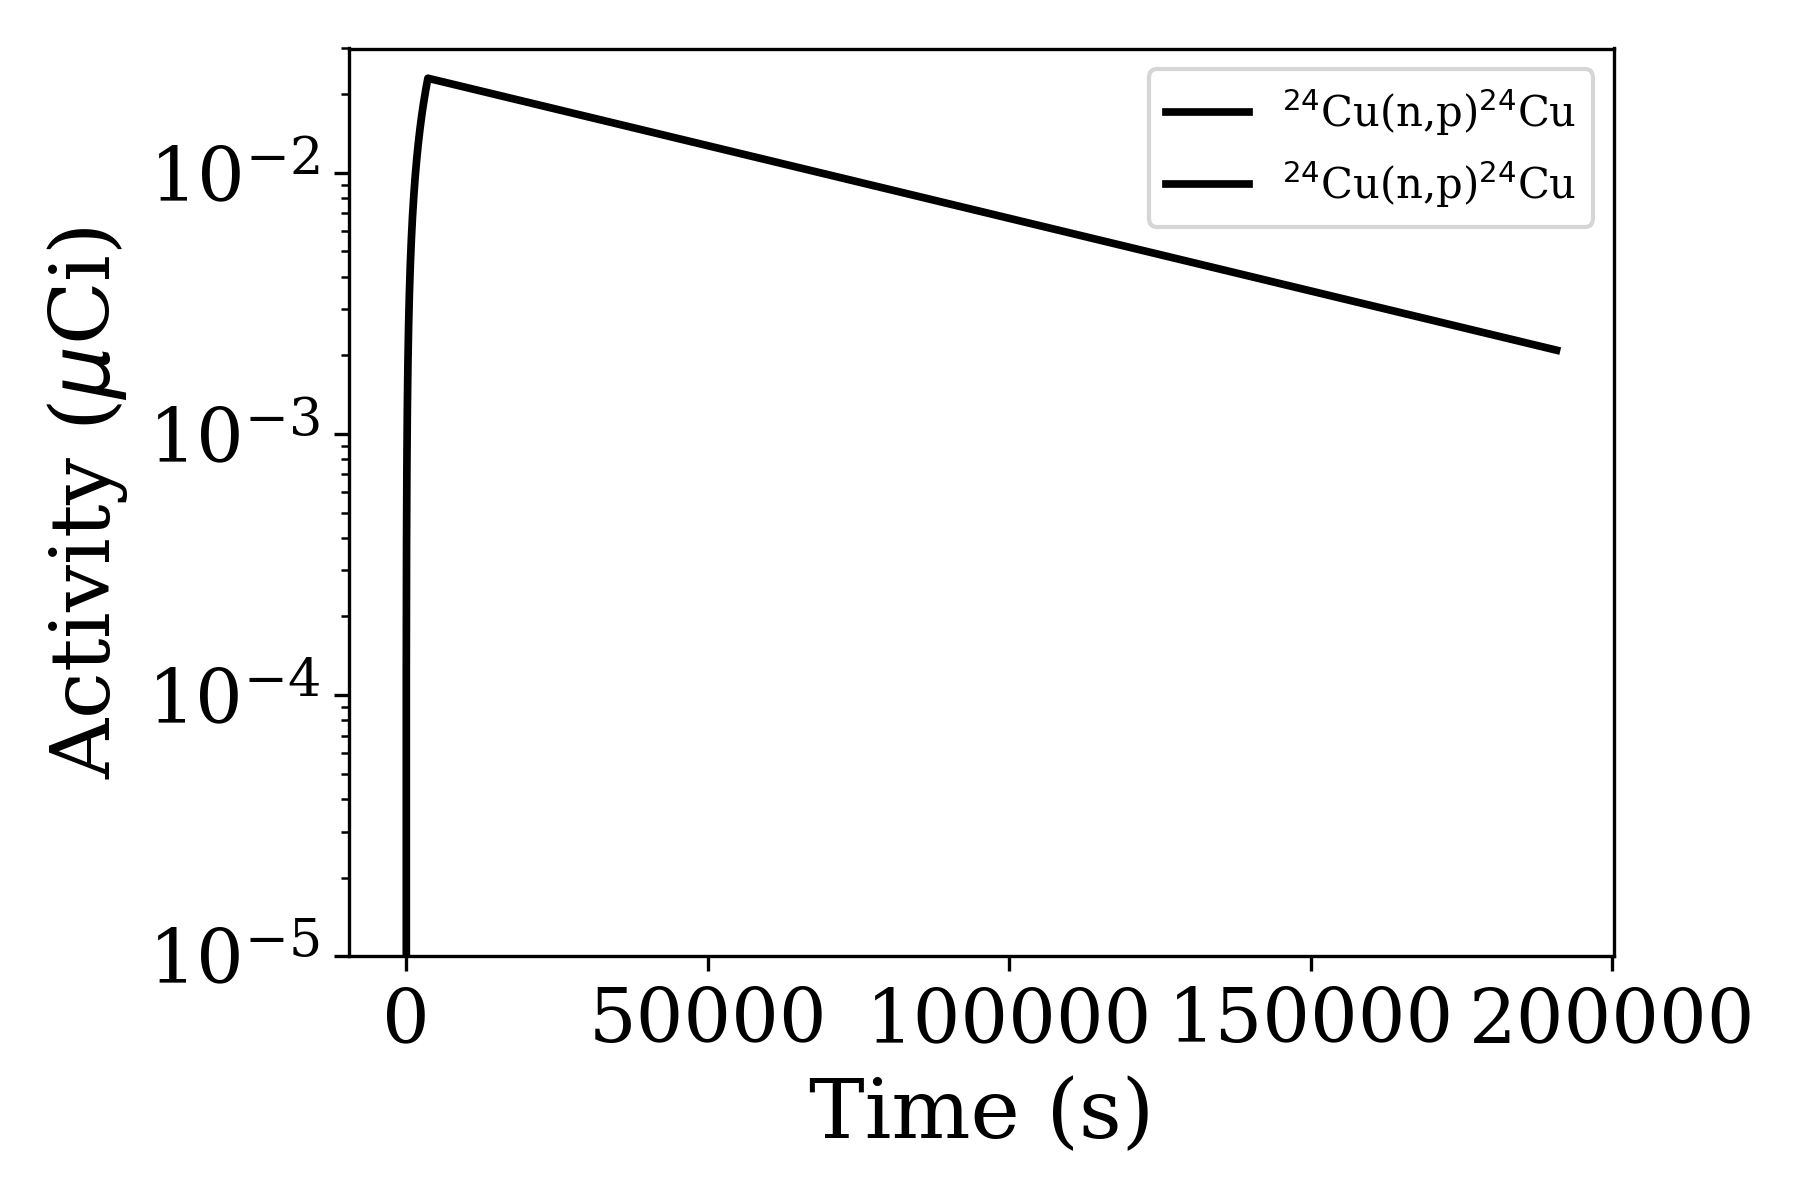 ²⁴Cu(n,p)²⁴Cu
²⁴Cu(n,p)²⁴Cu
Activity (μCi)
10⁻²
10⁻³
10⁻⁴
10⁻⁵
0 50000 100000 150000 200000
Time (s)